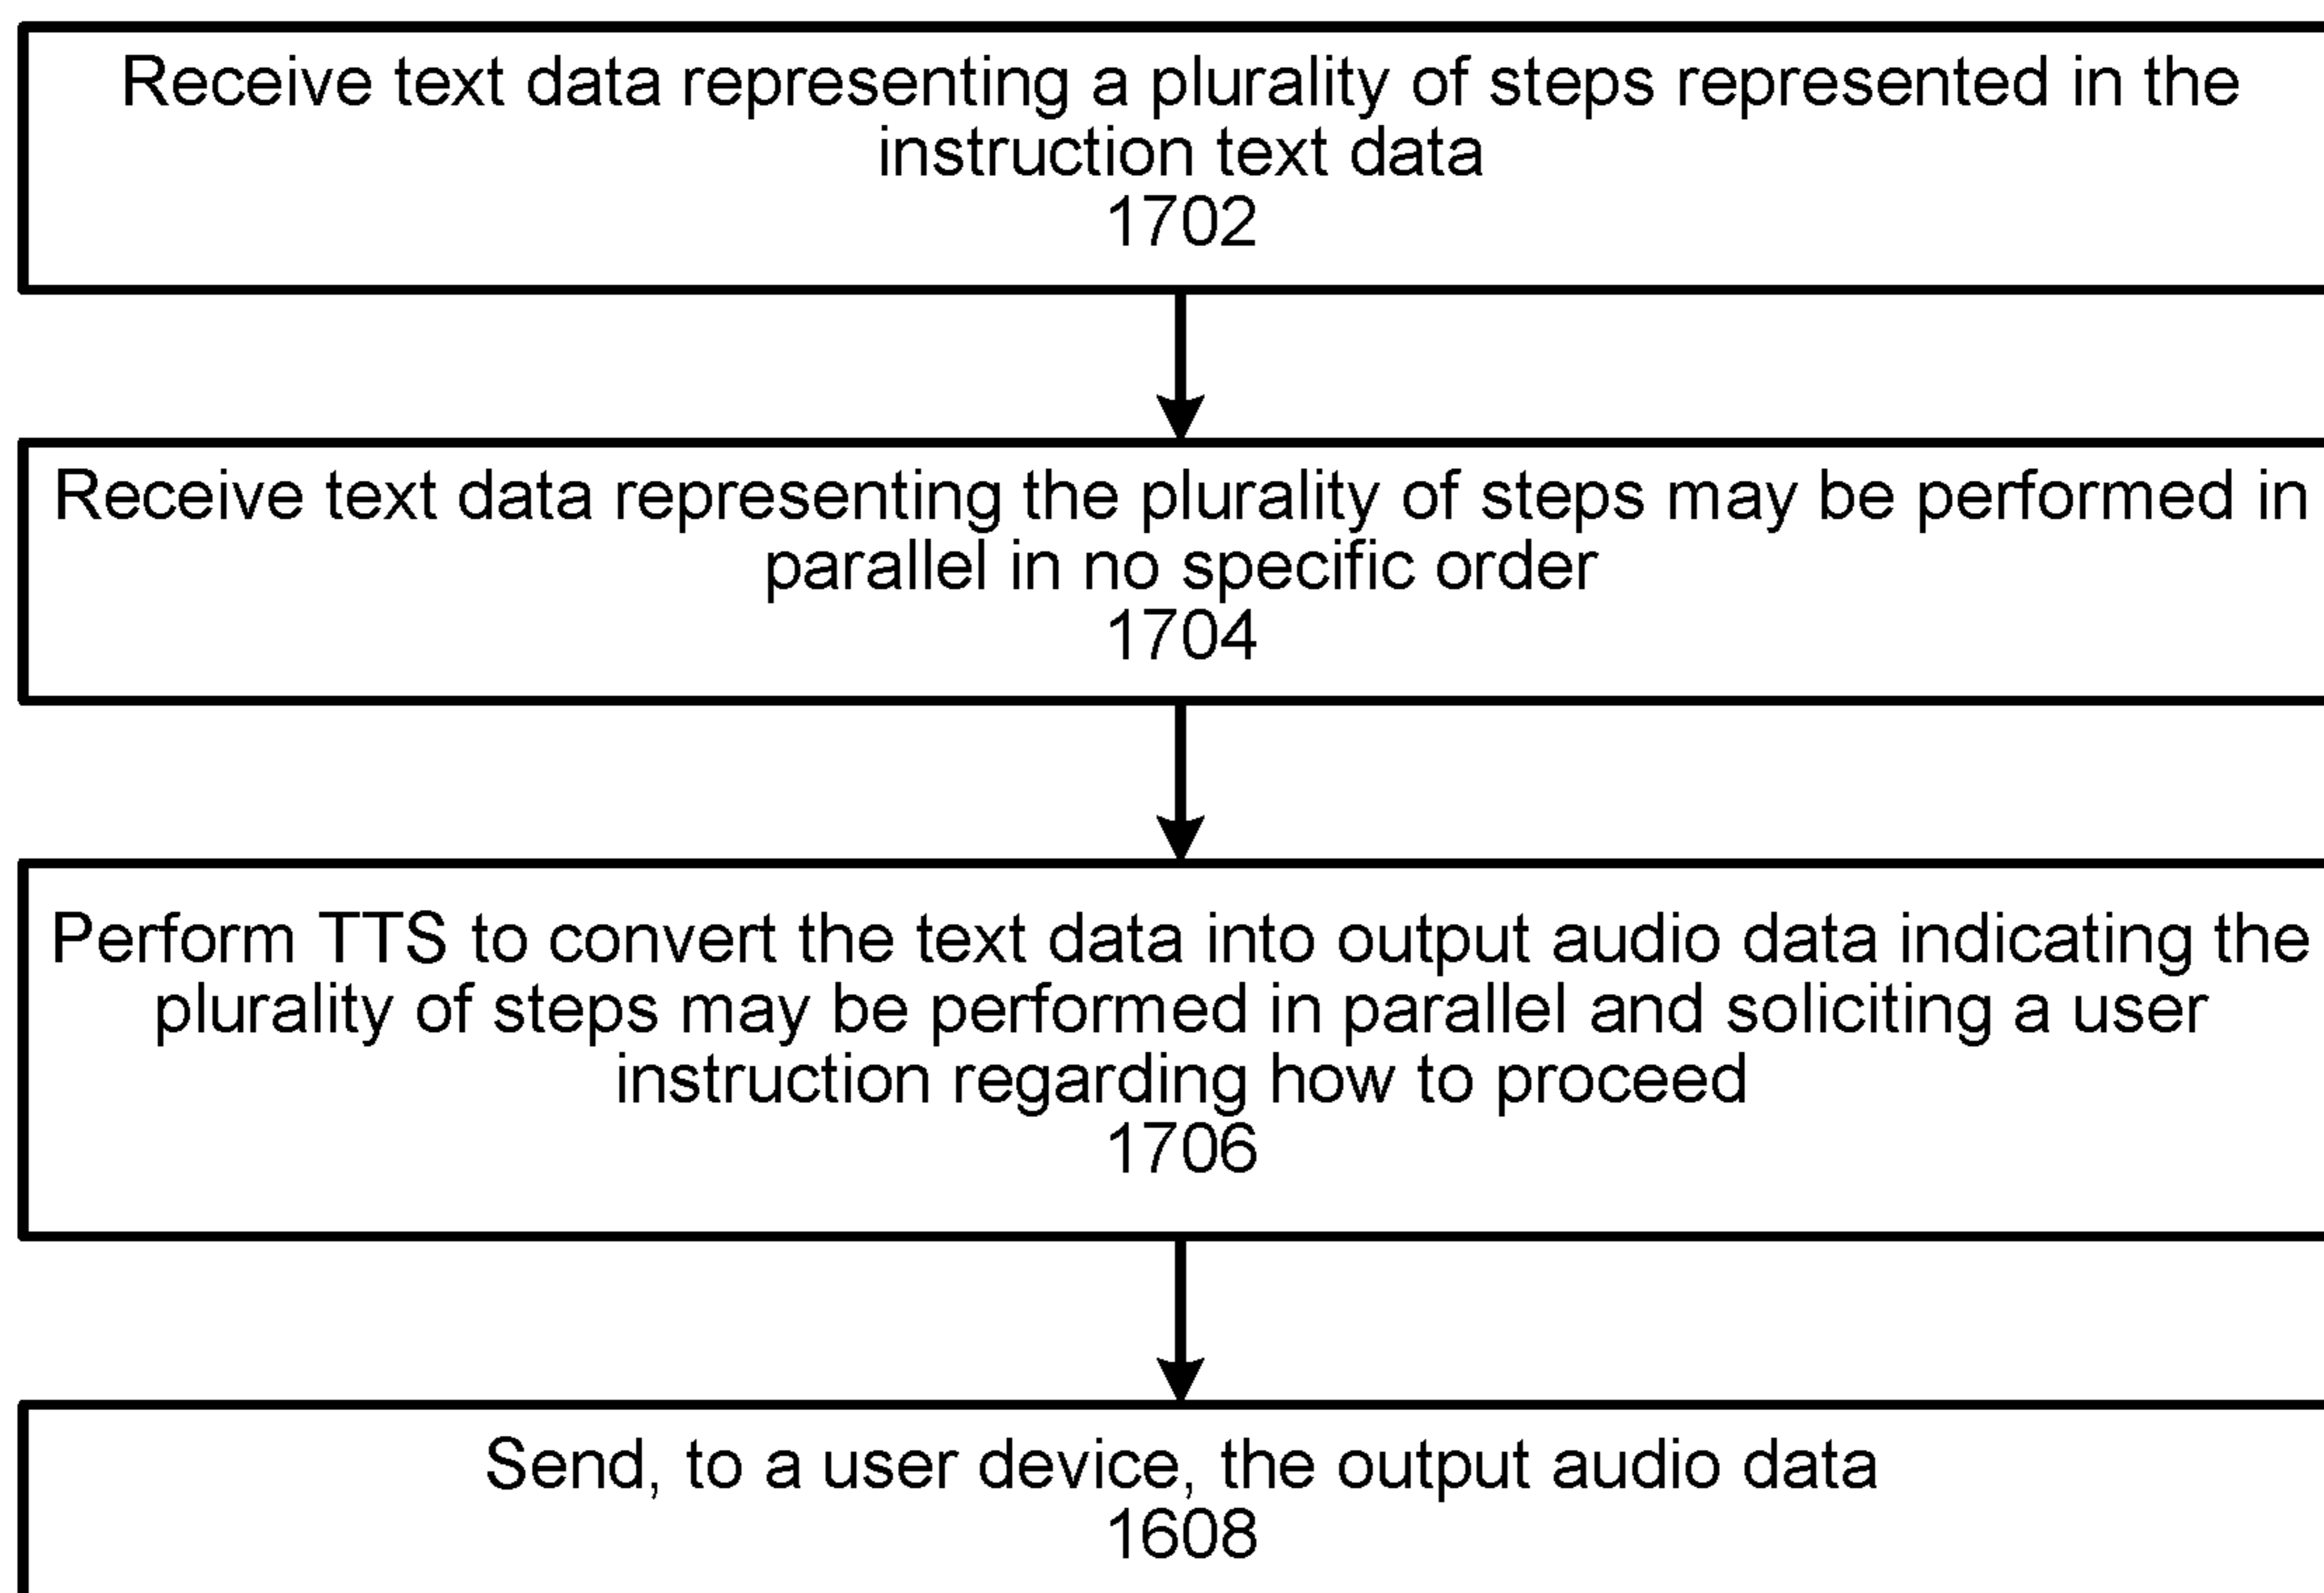 Receive text data representing a plurality of steps represented in the
instruction text data
1702
Receive text data representing the plurality of steps may be performed in
parallel in no specific order
1704
Perform TTS to convert the text data into output audio data indicating the
plurality of steps may be performed in parallel and soliciting a user
instruction regarding how to proceed
1706
Send, to a user device, the output audio data
1608